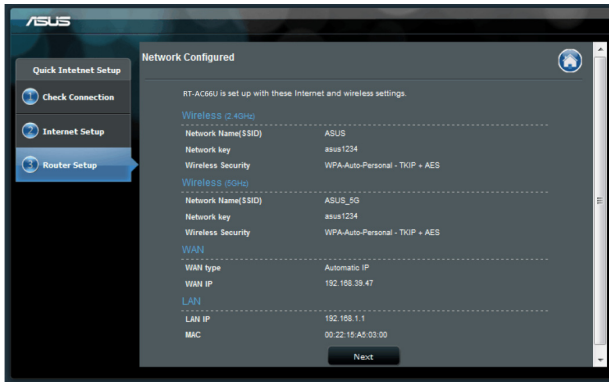 ASUS
Quick Intetnet Setup
1 Check Connection
2 Internet Setup
3 Router Setup
Network Configured
RT-AC66U is set up with these Internet and wireless settings.
Wireless (2.4GHz)
Network Name(SSID) ASUS
Network key asus1234
Wireless Security WPA-Auto-Personal - TKIP + AES
Wireless (5GHz)
Network Name(SSID) ASUS_5G
Network key asus1234
Wireless Security WPA-Auto-Personal - TKIP + AES
WAN
WAN type Automatic IP
WAN IP 192.168.39.47
LAN
LAN IP 192.168.1.1
MAC 00:22:15:A5:03:00
Next